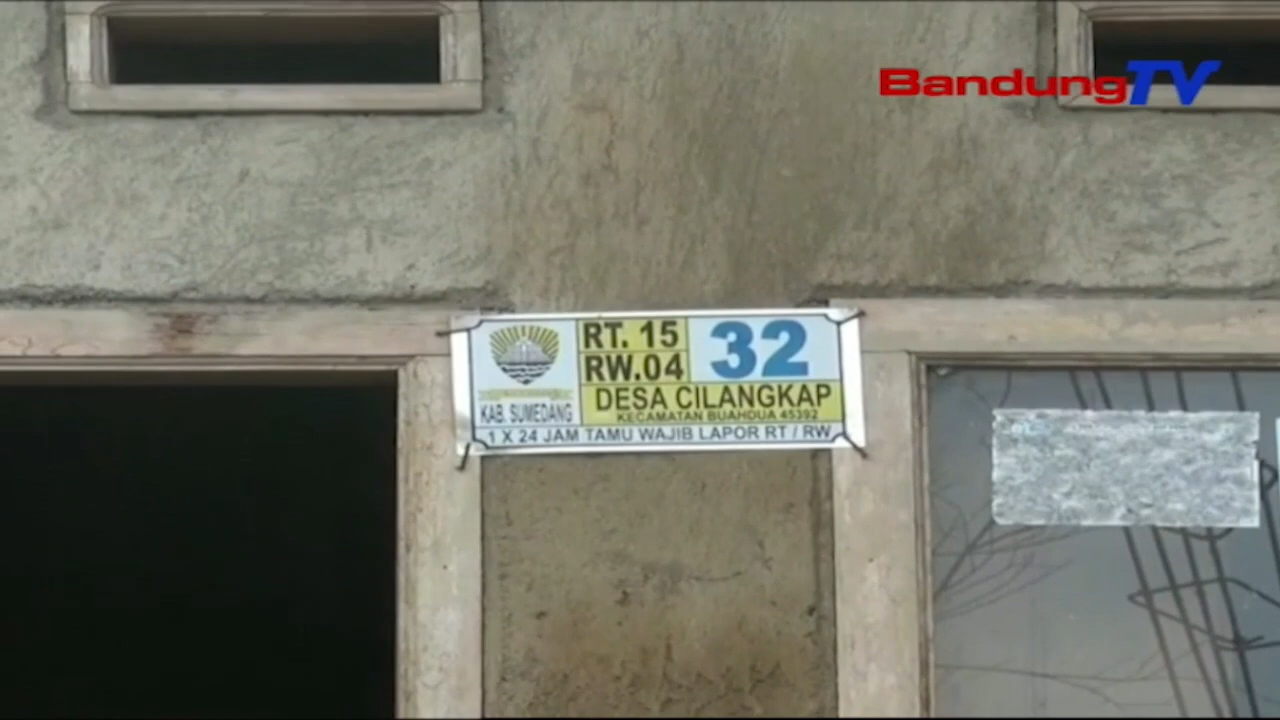 BandungTV
RT. 15
RW.04
32
DESA CILANGKAP
KECAMATAN BUAHDUA 45392
KAB. SUMEDANG
1 X 24 JAM TAMU WAJIB LAPOR RT / RW